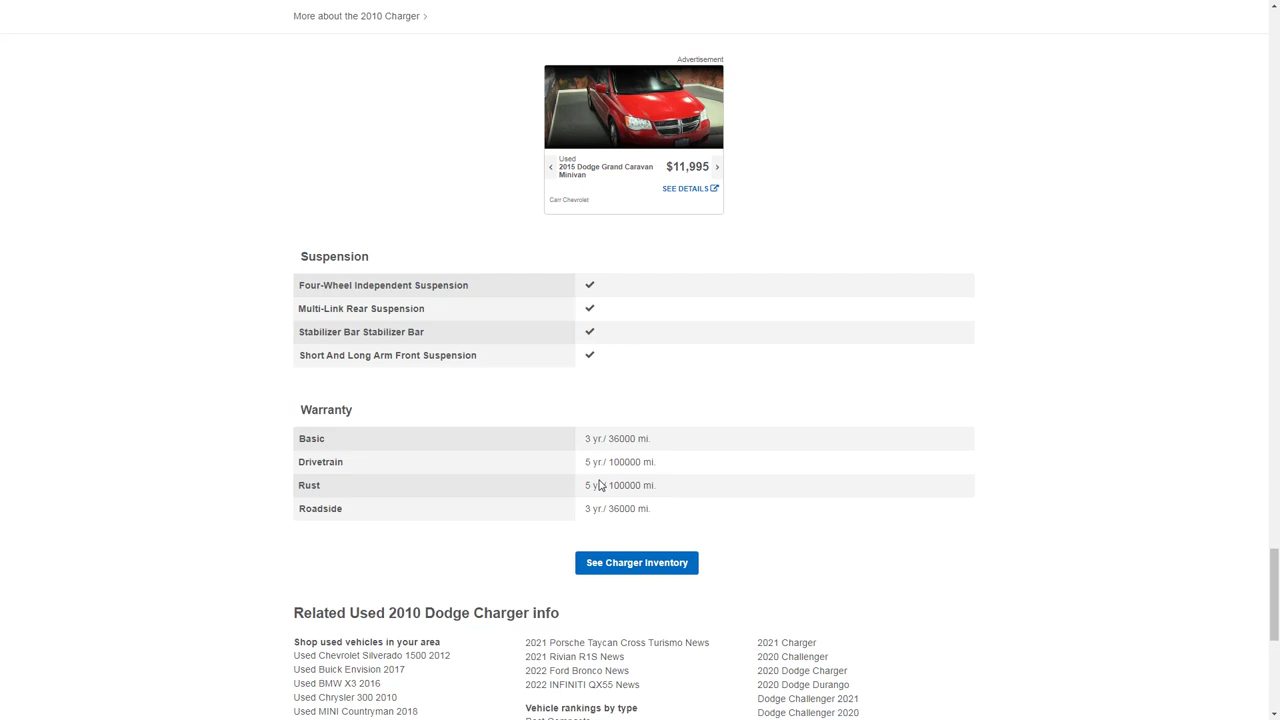 More about the 2010 Charger
Advertisement
Used
2015 Dodge Grand Caravan
Minivan
$11,995
SEE DETAILS
Carr Chevrolet
Suspension
Four-Wheel Independent Suspension
Multi-Link Rear Suspension
Stabilizer Bar Stabilizer Bar
Short And Long Arm Front Suspension
Warranty
Basic 3 yr./ 36000 mi.
Drivetrain 5 yr./ 100000 mi.
Rust 5 yr./ 100000 mi.
Roadside 3 yr./ 36000 mi.
See Charger Inventory
Related Used 2010 Dodge Charger info
Shop used vehicles in your area
Used Chevrolet Silverado 1500 2012
Used Buick Envision 2017
Used BMW X3 2016
Used Chrysler 300 2010
Used MINI Countryman 2018
2021 Porsche Taycan Cross Turismo News
2021 Rivian R1S News
2022 Ford Bronco News
2022 INFINITI QX55 News
Vehicle rankings by type
2021 Charger
2020 Challenger
2020 Dodge Charger
2020 Dodge Durango
Dodge Challenger 2021
Dodge Challenger 2020